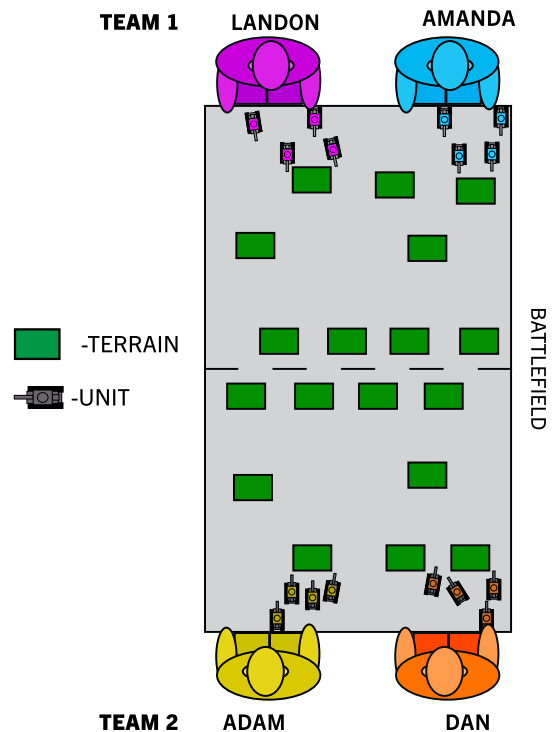 TEAM 1
LANDON
AMANDA
-TERRAIN
-UNIT
BATTLEFIELD
TEAM 2
ADAM
DAN